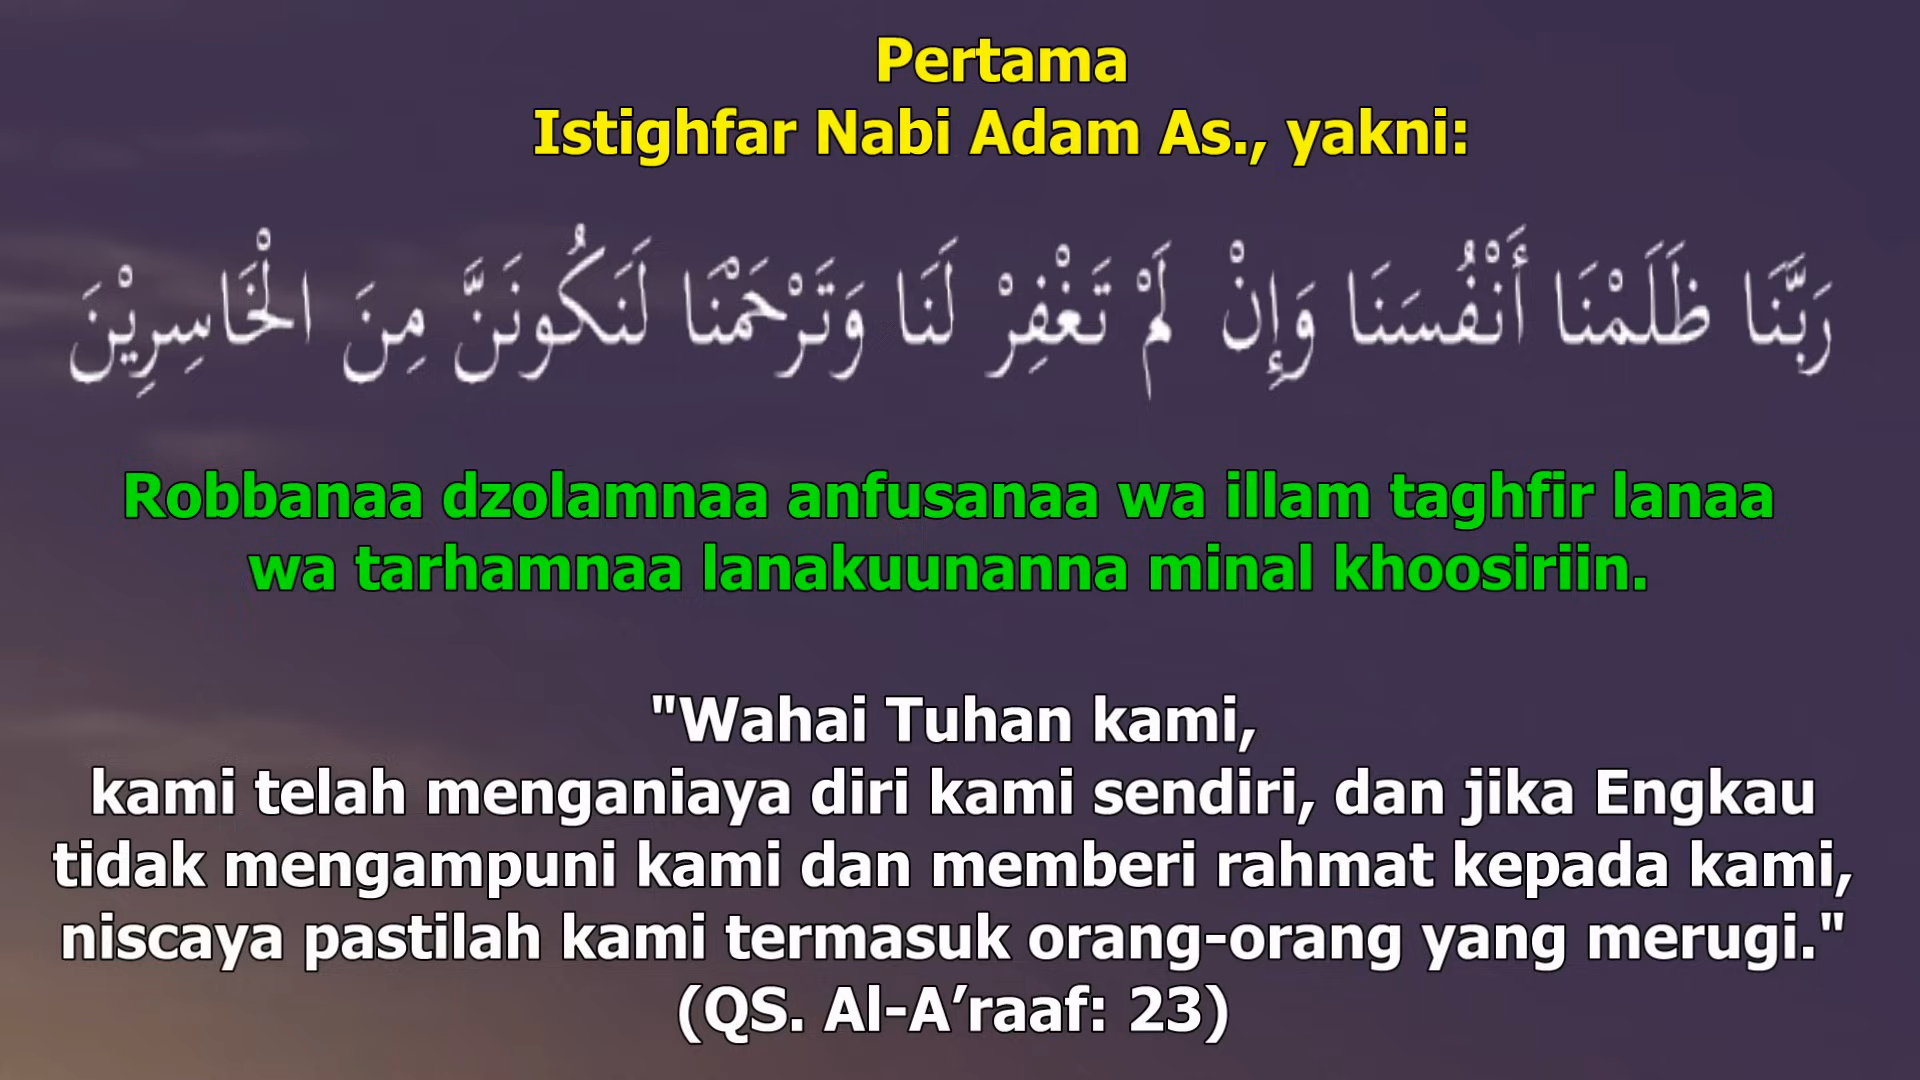 Pertama
Istighfar Nabi Adam As., yakni:
رَبَّنَا ظَلَمْنَا أَنْفُسَنَا وَإِنْ لَمْ تَغْفِرْ لَنَا وَتَرْحَمْنَا لَنَكُونَنَّ مِنَ الْخَاسِرِيْنَ
Robbanaa dzolamnaa anfusanaa wa illam taghfir lanaa
wa tarhamnaa lanakuunanna minal khoosiriin.
"Wahai Tuhan kami,
kami telah menganiaya diri kami sendiri, dan jika Engkau
tidak mengampuni kami dan memberi rahmat kepada kami,
niscaya pastilah kami termasuk orang-orang yang merugi."
(QS. Al-A’raaf: 23)